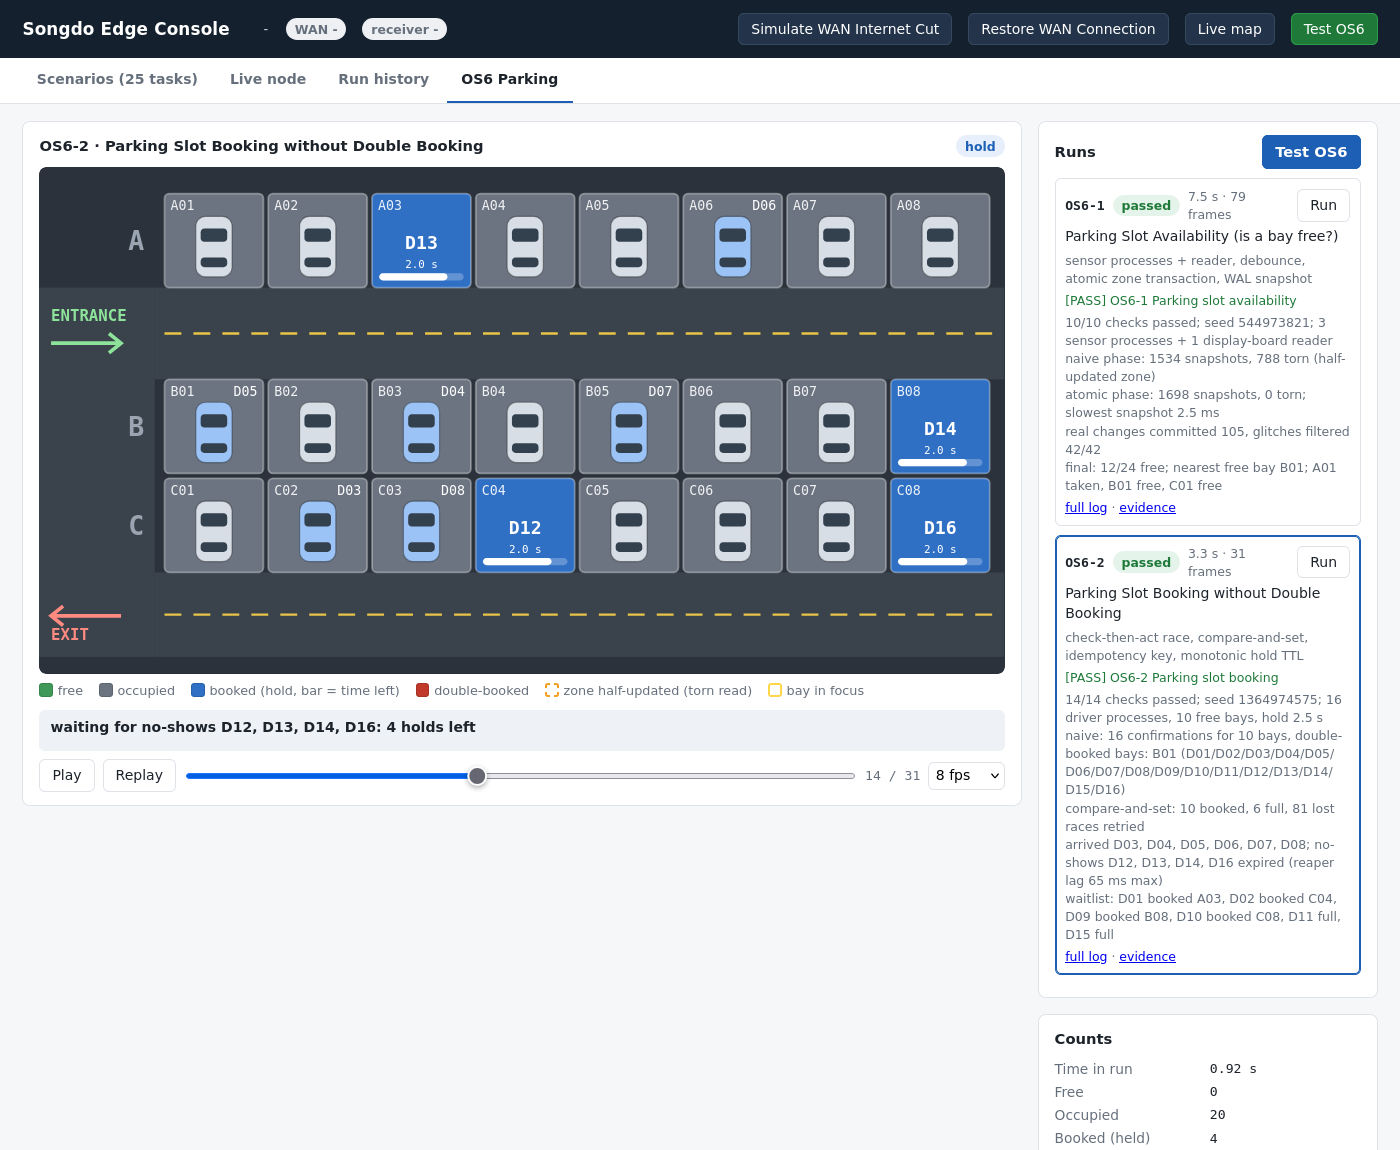 Songdo Edge Console - WAN - receiver - Simulate WAN Internet Cut Restore WAN Connection Live map Test OS6
Scenarios (25 tasks) Live node Run history OS6 Parking
OS6-2 · Parking Slot Booking without Double Booking hold
A01 A02 A03 A04 A05 A06 D06 A07 A08
A
D13
2.0 s
ENTRANCE
B01 D05 B02 B03 D04 B04 B05 D07 B06 B07 B08
B
D14
2.0 s
C01 C02 D03 C03 D08 C04 C05 C06 C07 C08
C
D12 D16
2.0 s 2.0 s
EXIT
free occupied booked (hold, bar = time left) double-booked zone half-updated (torn read) bay in focus
waiting for no-shows D12, D13, D14, D16: 4 holds left
Play Replay 14 / 31 8 fps
Runs Test OS6
OS6-1 passed 7.5 s · 79
frames Run
Parking Slot Availability (is a bay free?)
sensor processes + reader, debounce,
atomic zone transaction, WAL snapshot
[PASS] OS6-1 Parking slot availability
10/10 checks passed; seed 544973821; 3
sensor processes + 1 display-board reader
naive phase: 1534 snapshots, 788 torn (half-
updated zone)
atomic phase: 1698 snapshots, 0 torn;
slowest snapshot 2.5 ms
real changes committed 105, glitches filtered
42/42
final: 12/24 free; nearest free bay B01; A01
taken, B01 free, C01 free
full log · evidence
OS6-2 passed 3.3 s · 31
frames Run
Parking Slot Booking without Double
Booking
check-then-act race, compare-and-set,
idempotency key, monotonic hold TTL
[PASS] OS6-2 Parking slot booking
14/14 checks passed; seed 1364974575; 16
driver processes, 10 free bays, hold 2.5 s
naive: 16 confirmations for 10 bays, double-
booked bays: B01 (D01/D02/D03/D04/D05/
D06/D07/D08/D09/D10/D11/D12/D13/D14/
D15/D16)
compare-and-set: 10 booked, 6 full, 81 lost
races retried
arrived D03, D04, D05, D06, D07, D08; no-
shows D12, D13, D14, D16 expired (reaper
lag 65 ms max)
waitlist: D01 booked A03, D02 booked C04,
D09 booked B08, D10 booked C08, D11 full,
D15 full
full log · evidence
Counts
Time in run 0.92 s
Free 0
Occupied 20
Booked (held) 4